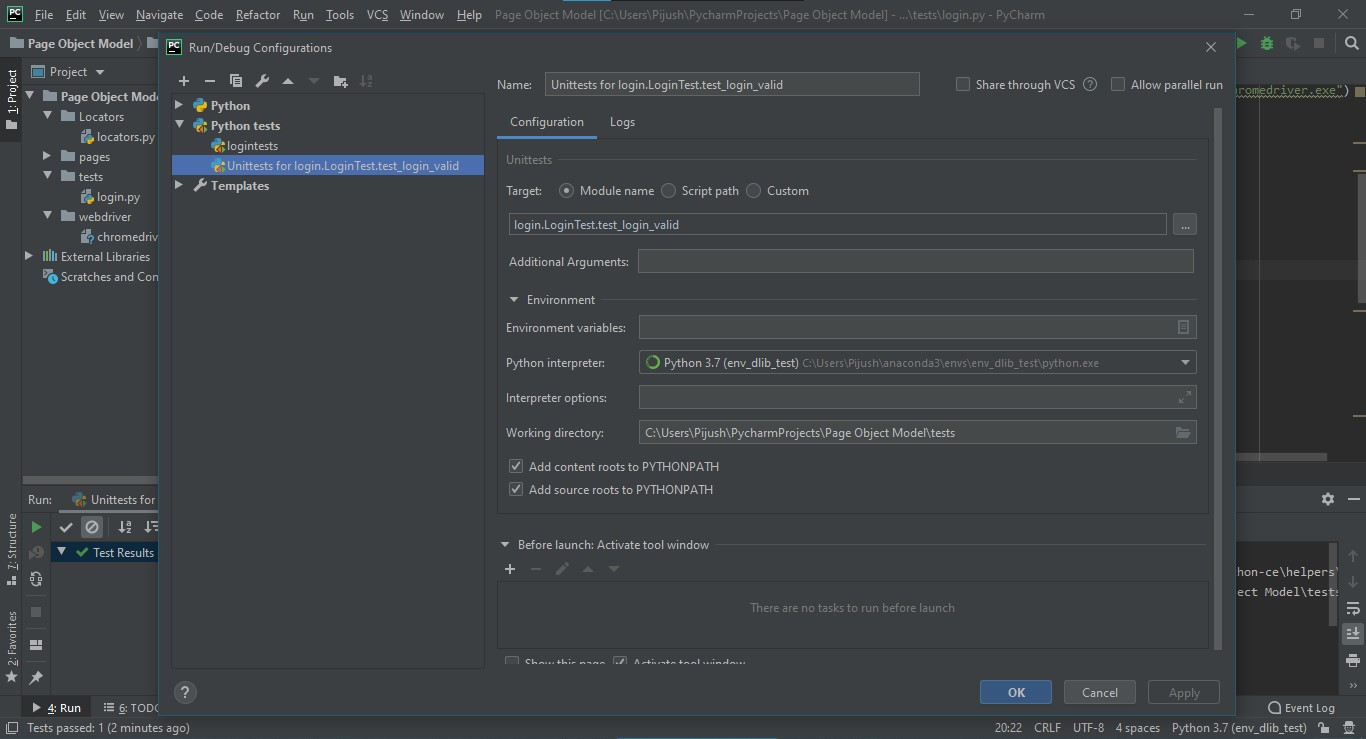 PC File Edit View Navigate Code Refactor Run Tools VCS Window Help Page Object Model [C:\Users\Pijush\PycharmProjects\Page Object Model] - ...\tests\login.py - PyCharm
Page Object Model
PC Run/Debug Configurations
1: Project
Project
Page Object Mode
Locators
locators.py
pages
tests
login.py
webdriver
chromedriv
External Libraries
Scratches and Con
Python
Python tests
logintests
Unittests for login.LoginTest.test_login_valid
Templates
Name: Unittests for login.LoginTest.test_login_valid Share through VCS ? Allow parallel run
romedriver.exe")
Configuration Logs
Unittests
Target: Module name Script path Custom
login.LoginTest.test_login_valid ...
Additional Arguments:
Environment
Environment variables:
Python interpreter: Python 3.7 (env_dlib_test) C:\Users\Pijush\anaconda3\envs\env_dlib_test\python.exe
Interpreter options:
Working directory: C:\Users\Pijush\PycharmProjects\Page Object Model\tests
Add content roots to PYTHONPATH
Add source roots to PYTHONPATH
Before launch: Activate tool window
There are no tasks to run before launch
Show this page Activate tool window
? OK Cancel Apply
Run: Unittests for
Test Results
hon-ce\helpers\
ect Model\tests
7: Structure
2: Favorites
4: Run 6: TODO Event Log
Tests passed: 1 (2 minutes ago) 20:22 CRLF UTF-8 4 spaces Python 3.7 (env_dlib_test)